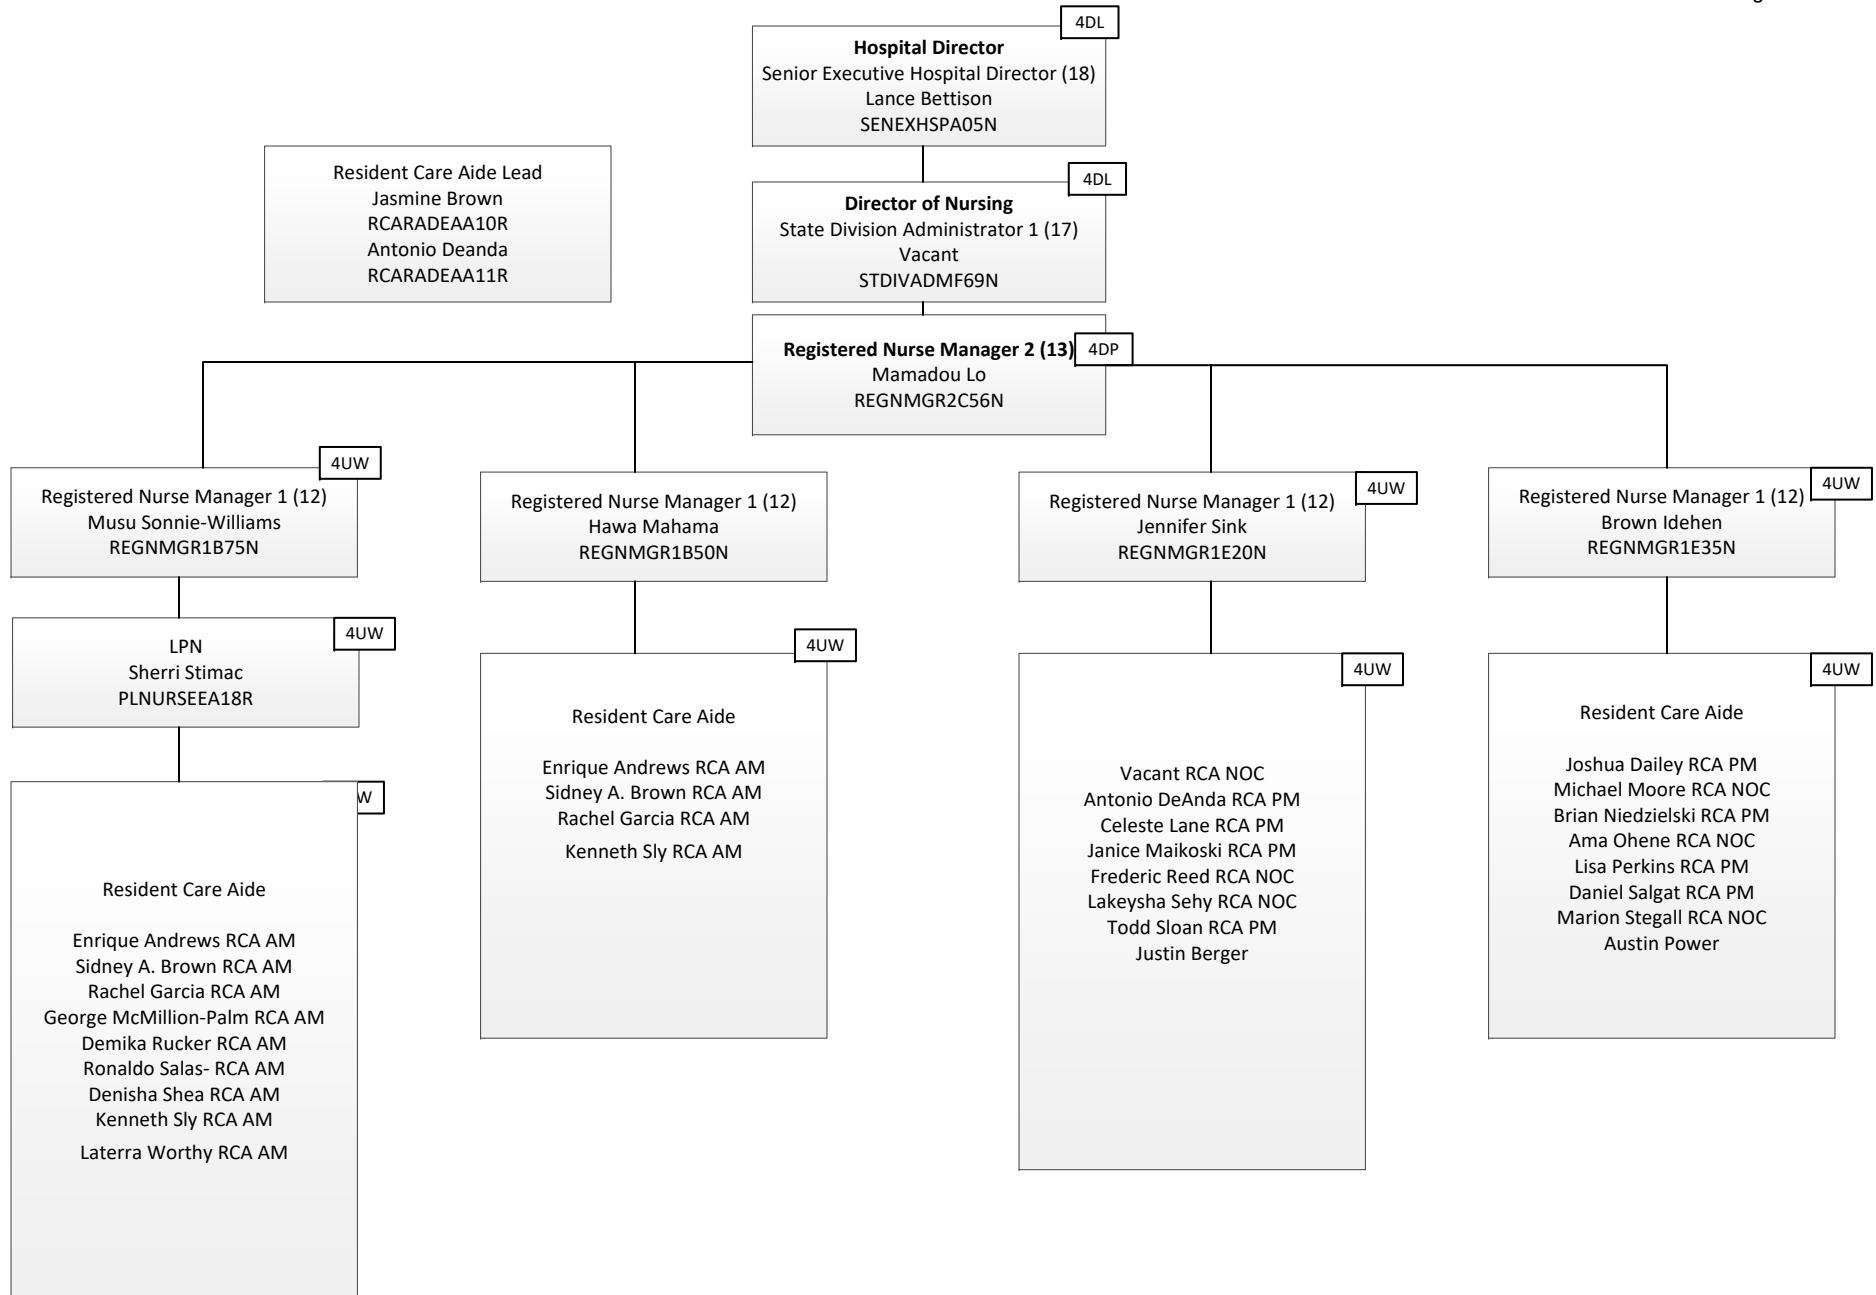 4DL
Hospital Director
Senior Executive Hospital Director (18)
Lance Bettison
SENEXHSPA05N
Resident Care Aide Lead
Jasmine Brown
RCARADEAA10R
Antonio Deanda
RCARADEAA11R
4DL
Director of Nursing
State Division Administrator 1 (17)
Vacant
STDIVADMF69N
Registered Nurse Manager 2 (13)
4DP
Mamadou Lo
REGNMGR2C56N
4UW
Registered Nurse Manager 1 (12)
Musu Sonnie-Williams
REGNMGR1B75N
Registered Nurse Manager 1 (12)
Hawa Mahama
REGNMGR1B50N
4UW
Registered Nurse Manager 1 (12)
Jennifer Sink
REGNMGR1E20N
4UW
Registered Nurse Manager 1 (12)
Brown Idehen
REGNMGR1E35N
4UW
LPN
Sherri Stimac
PLNURSEEA18R
W
Resident Care Aide
Enrique Andrews RCA AM
Sidney A. Brown RCA AM
Rachel Garcia RCA AM
George McMillion-Palm RCA AM
Demika Rucker RCA AM
Ronaldo Salas- RCA AM
Denisha Shea RCA AM
Kenneth Sly RCA AM
Laterra Worthy RCA AM
4UW
Resident Care Aide
Enrique Andrews RCA AM
Sidney A. Brown RCA AM
Rachel Garcia RCA AM
Kenneth Sly RCA AM
4UW
Vacant RCA NOC
Antonio DeAnda RCA PM
Celeste Lane RCA PM
Janice Maikoski RCA PM
Frederic Reed RCA NOC
Lakeysha Sehy RCA NOC
Todd Sloan RCA PM
Justin Berger
4UW
Resident Care Aide
Joshua Dailey RCA PM
Michael Moore RCA NOC
Brian Niedzielski RCA PM
Ama Ohene RCA NOC
Lisa Perkins RCA PM
Daniel Salgat RCA PM
Marion Stegall RCA NOC
Austin Power